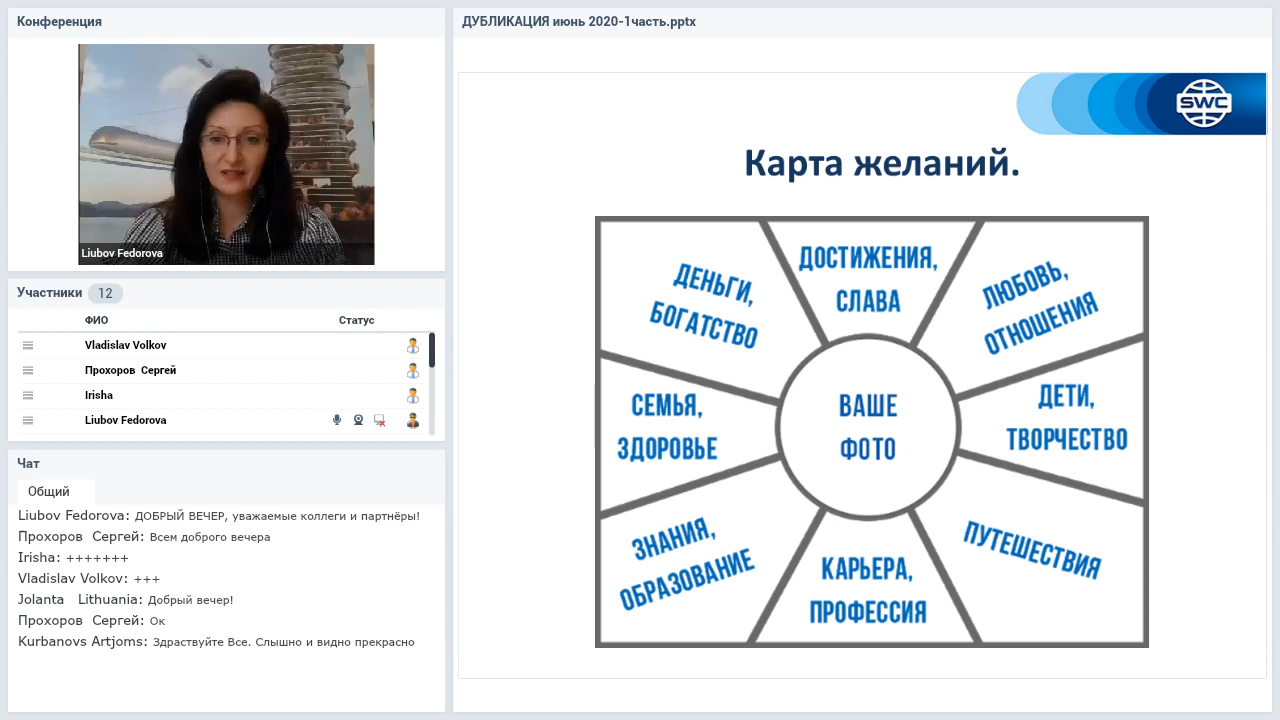 Конференция
Liubov Fedorova
Участники 12
ФИО Статус
Vladislav Volkov
Прохоров Сергей
Irisha
Liubov Fedorova
Чат
Общий
Liubov Fedorova: ДОБРЫЙ ВЕЧЕР, уважаемые коллеги и партнёры!
Прохоров Сергей: Всем доброго вечера
Irisha: +++++++
Vladislav Volkov: +++
Jolanta Lithuania: Добрый вечер!
Прохоров Сергей: Ок
Kurbanovs Artjoms: Здраствуйте Все. Слышно и видно прекрасно
ДУБЛИКАЦИЯ июнь 2020-1часть.pptx
SWC
Карта желаний.
ДЕНЬГИ,
БОГАТСТВО
ДОСТИЖЕНИЯ,
СЛАВА
ЛЮБОВЬ,
ОТНОШЕНИЯ
СЕМЬЯ,
ЗДОРОВЬЕ
ВАШЕ
ФОТО
ДЕТИ,
ТВОРЧЕСТВО
ЗНАНИЯ,
ОБРАЗОВАНИЕ
КАРЬЕРА,
ПРОФЕССИЯ
ПУТЕШЕСТВИЯ